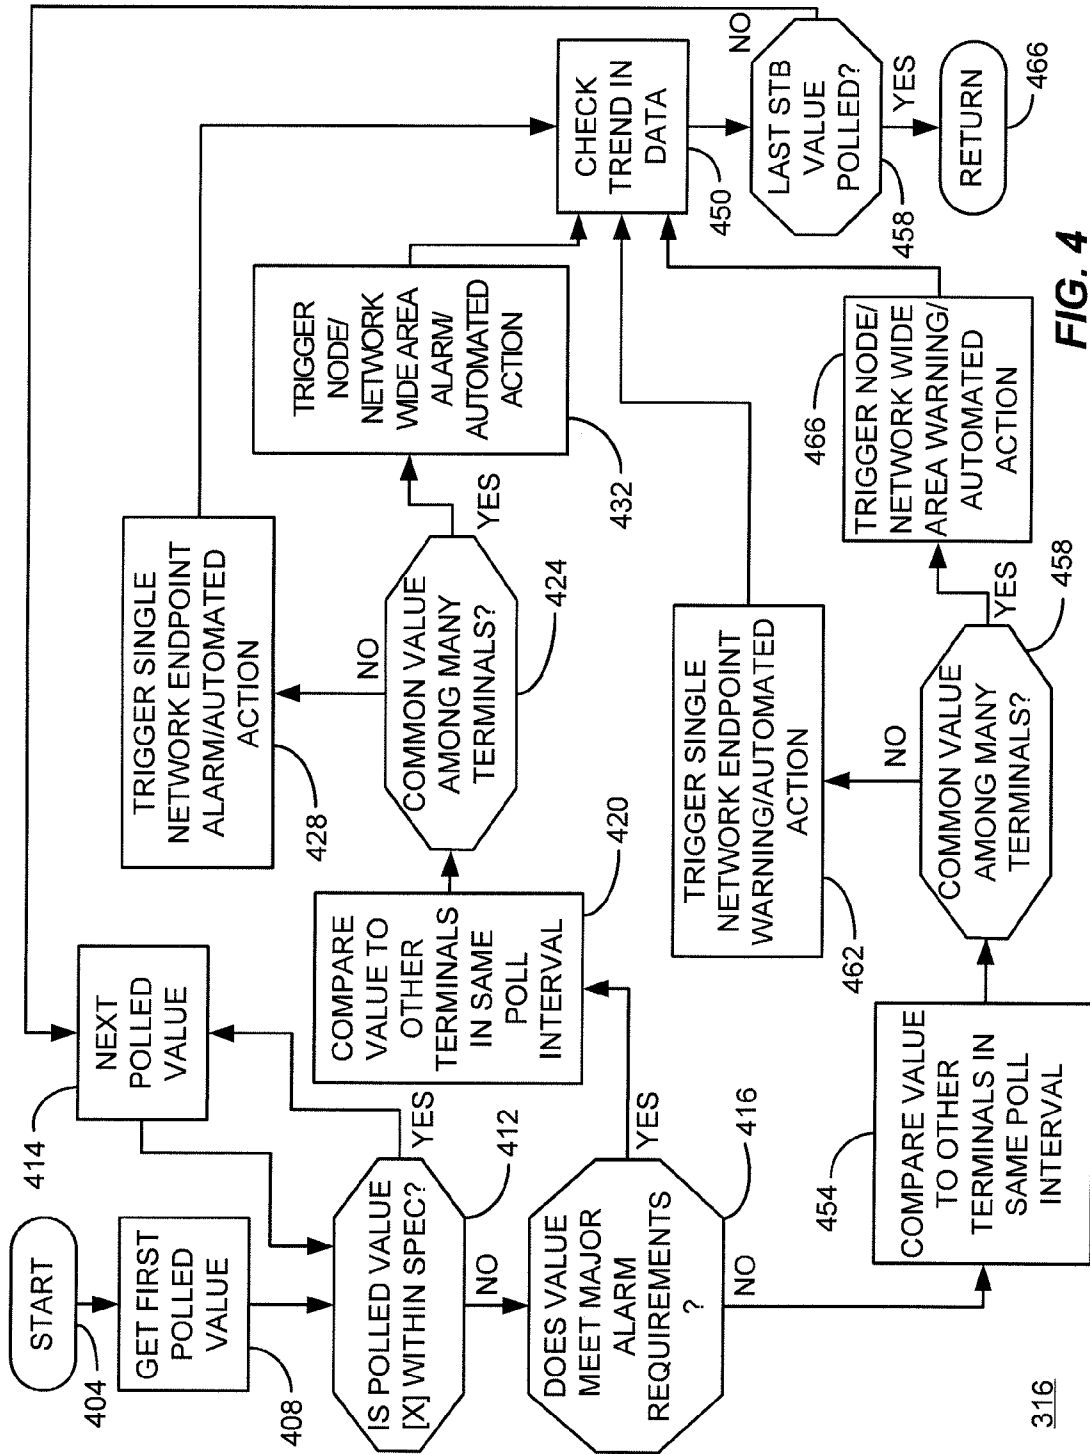 START
404
GET FIRST
POLLED
VALUE
408
NEXT
POLLED
VALUE
414
IS POLLED VALUE
[X] WITHIN SPEC?
412
YES
NO
DOES VALUE
MEET MAJOR
ALARM
REQUIREMENTS
?
416
YES
NO
COMPARE
VALUE TO
OTHER
TERMINALS
IN SAME
POLL
INTERVAL
420
COMMON VALUE
AMONG MANY
TERMINALS?
424
NO
YES
TRIGGER SINGLE
NETWORK ENDPOINT
ALARM/AUTOMATED
ACTION
428
TRIGGER
NODE/
NETWORK
WIDE AREA
ALARM/
AUTOMATED
ACTION
432
COMPARE VALUE
TO OTHER
TERMINALS IN
SAME POLL
INTERVAL
454
COMMON VALUE
AMONG MANY
TERMINALS?
458
NO
YES
TRIGGER SINGLE
NETWORK ENDPOINT
WARNING/AUTOMATED
ACTION
462
TRIGGER NODE/
NETWORK WIDE
AREA WARNING/
AUTOMATED
ACTION
466
CHECK
TREND IN
DATA
450
LAST STB
VALUE
POLLED?
458
NO
YES
RETURN
466
316
FIG. 4